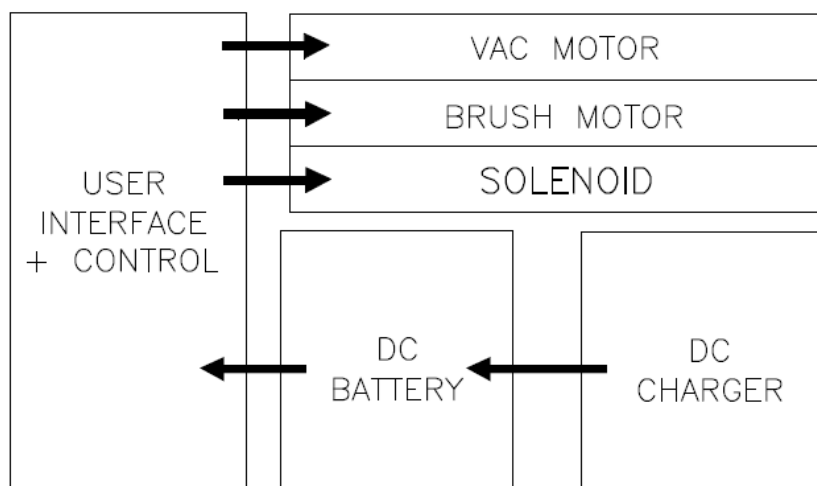 VAC MOTOR
BRUSH MOTOR
SOLENOID
USER
INTERFACE
+ CONTROL
DC
BATTERY
DC
CHARGER